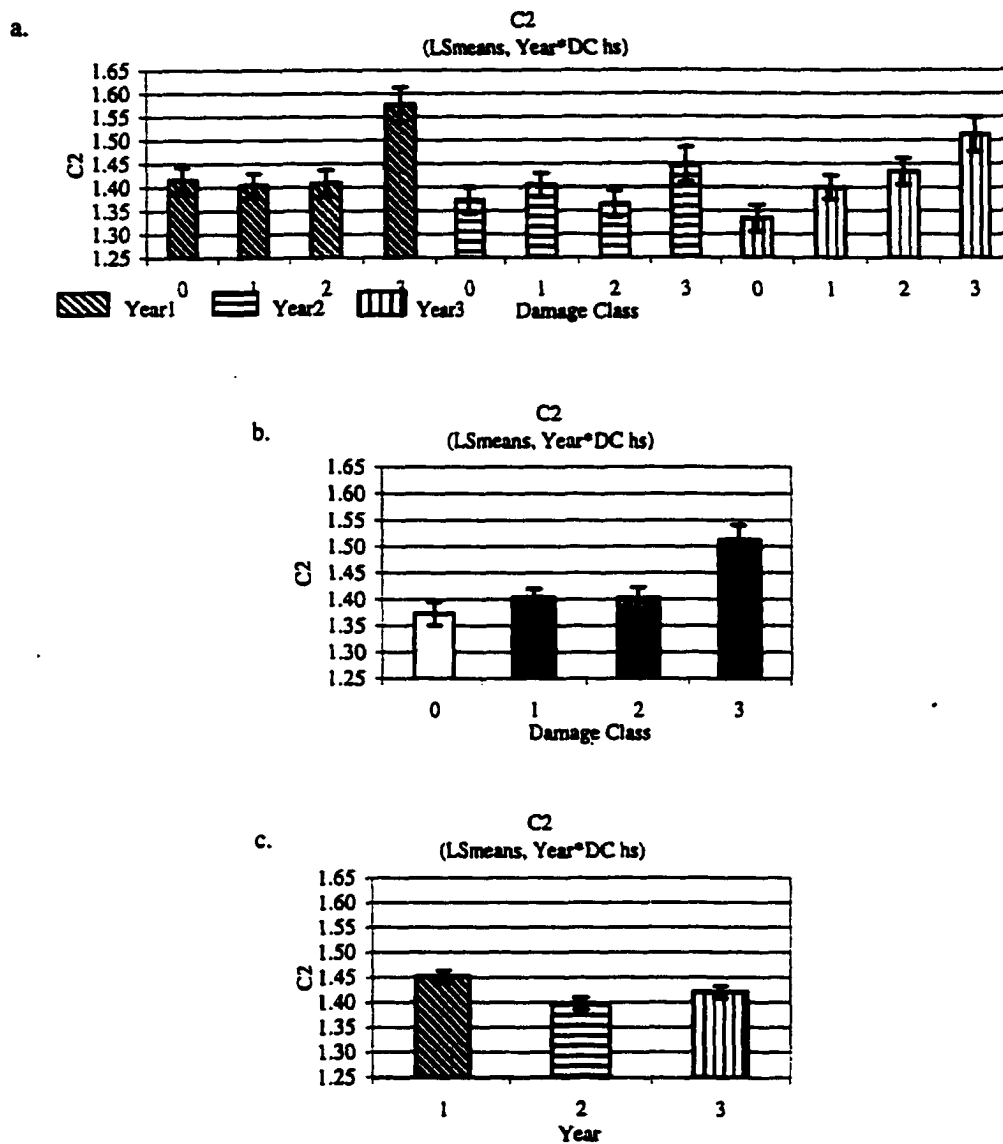 a.
C2
(LSmeans, Year*DC hs)
1.65
1.60
1.55
1.50
1.45
1.40
1.35
1.30
1.25
C2
0 1 2 3 0 1 2 3 0 1 2 3
Year1 Year2 Year3 Damage Class
b.
C2
(LSmeans, Year*DC hs)
1.65
1.60
1.55
1.50
1.45
1.40
1.35
1.30
1.25
C2
0 1 2 3
Damage Class
c.
C2
(LSmeans, Year*DC hs)
1.65
1.60
1.55
1.50
1.45
1.40
1.35
1.30
1.25
C2
1 2 3
Year